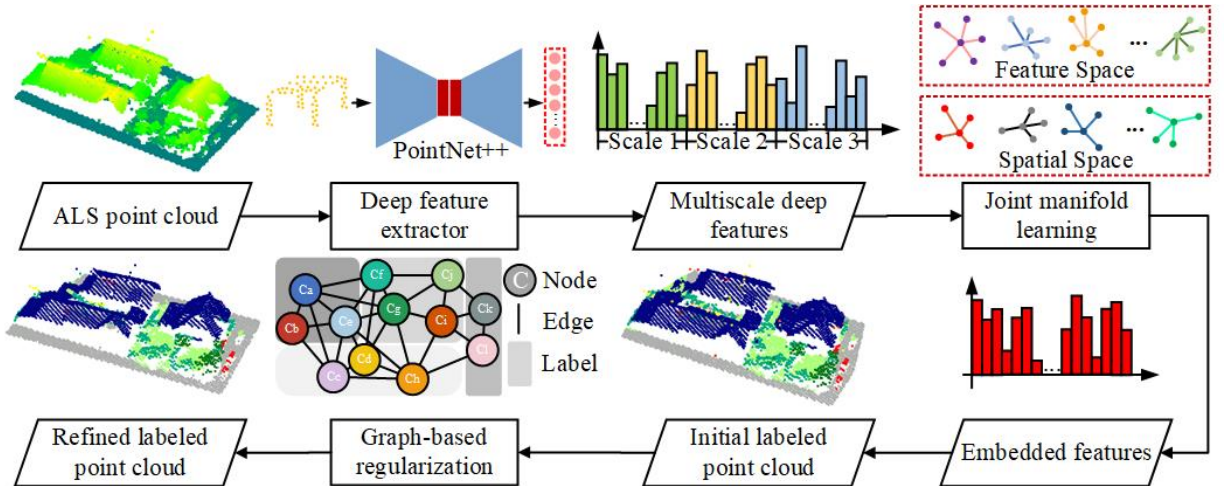 PointNet++
Scale 1
Scale 2
Scale 3
Feature Space
Spatial Space
ALS point cloud
Deep feature
extractor
Multiscale deep
features
Joint manifold
learning
Ca
Cb
Cc
Cd
Ce
Cf
Cg
Ch
Ci
Cj
Ck
Cl
C
Node
Edge
Label
Refined labeled
point cloud
Graph-based
regularization
Initial labeled
point cloud
Embedded features